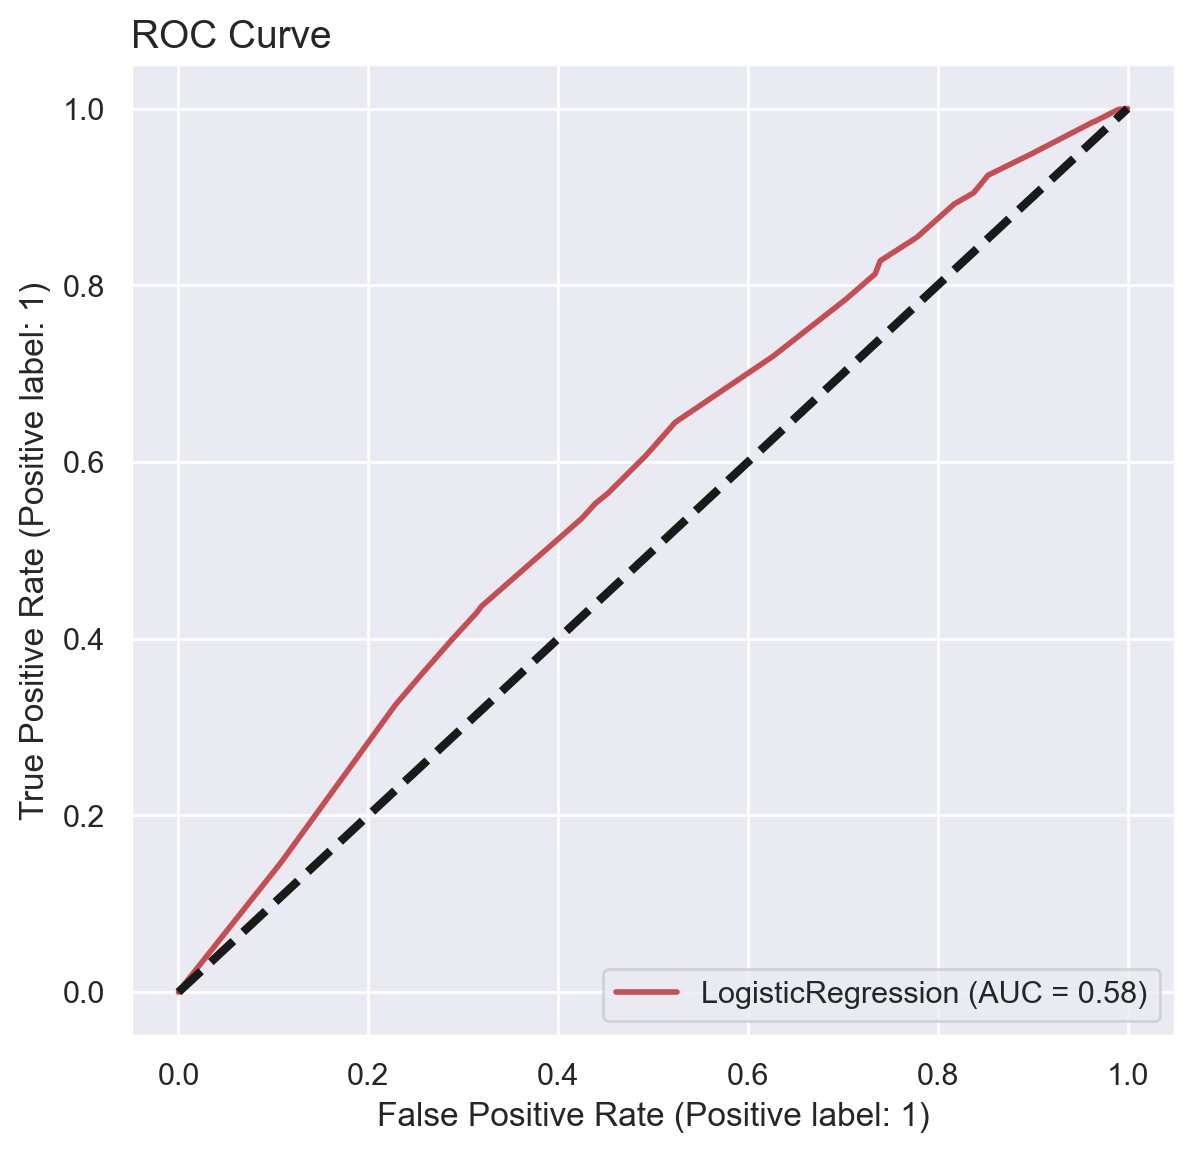 ROC Curve
True Positive Rate (Positive label: 1)
1.0
0.8
0.6
0.4
0.2
0.0
LogisticRegression (AUC = 0.58)
0.0 0.2 0.4 0.6 0.8 1.0
False Positive Rate (Positive label: 1)